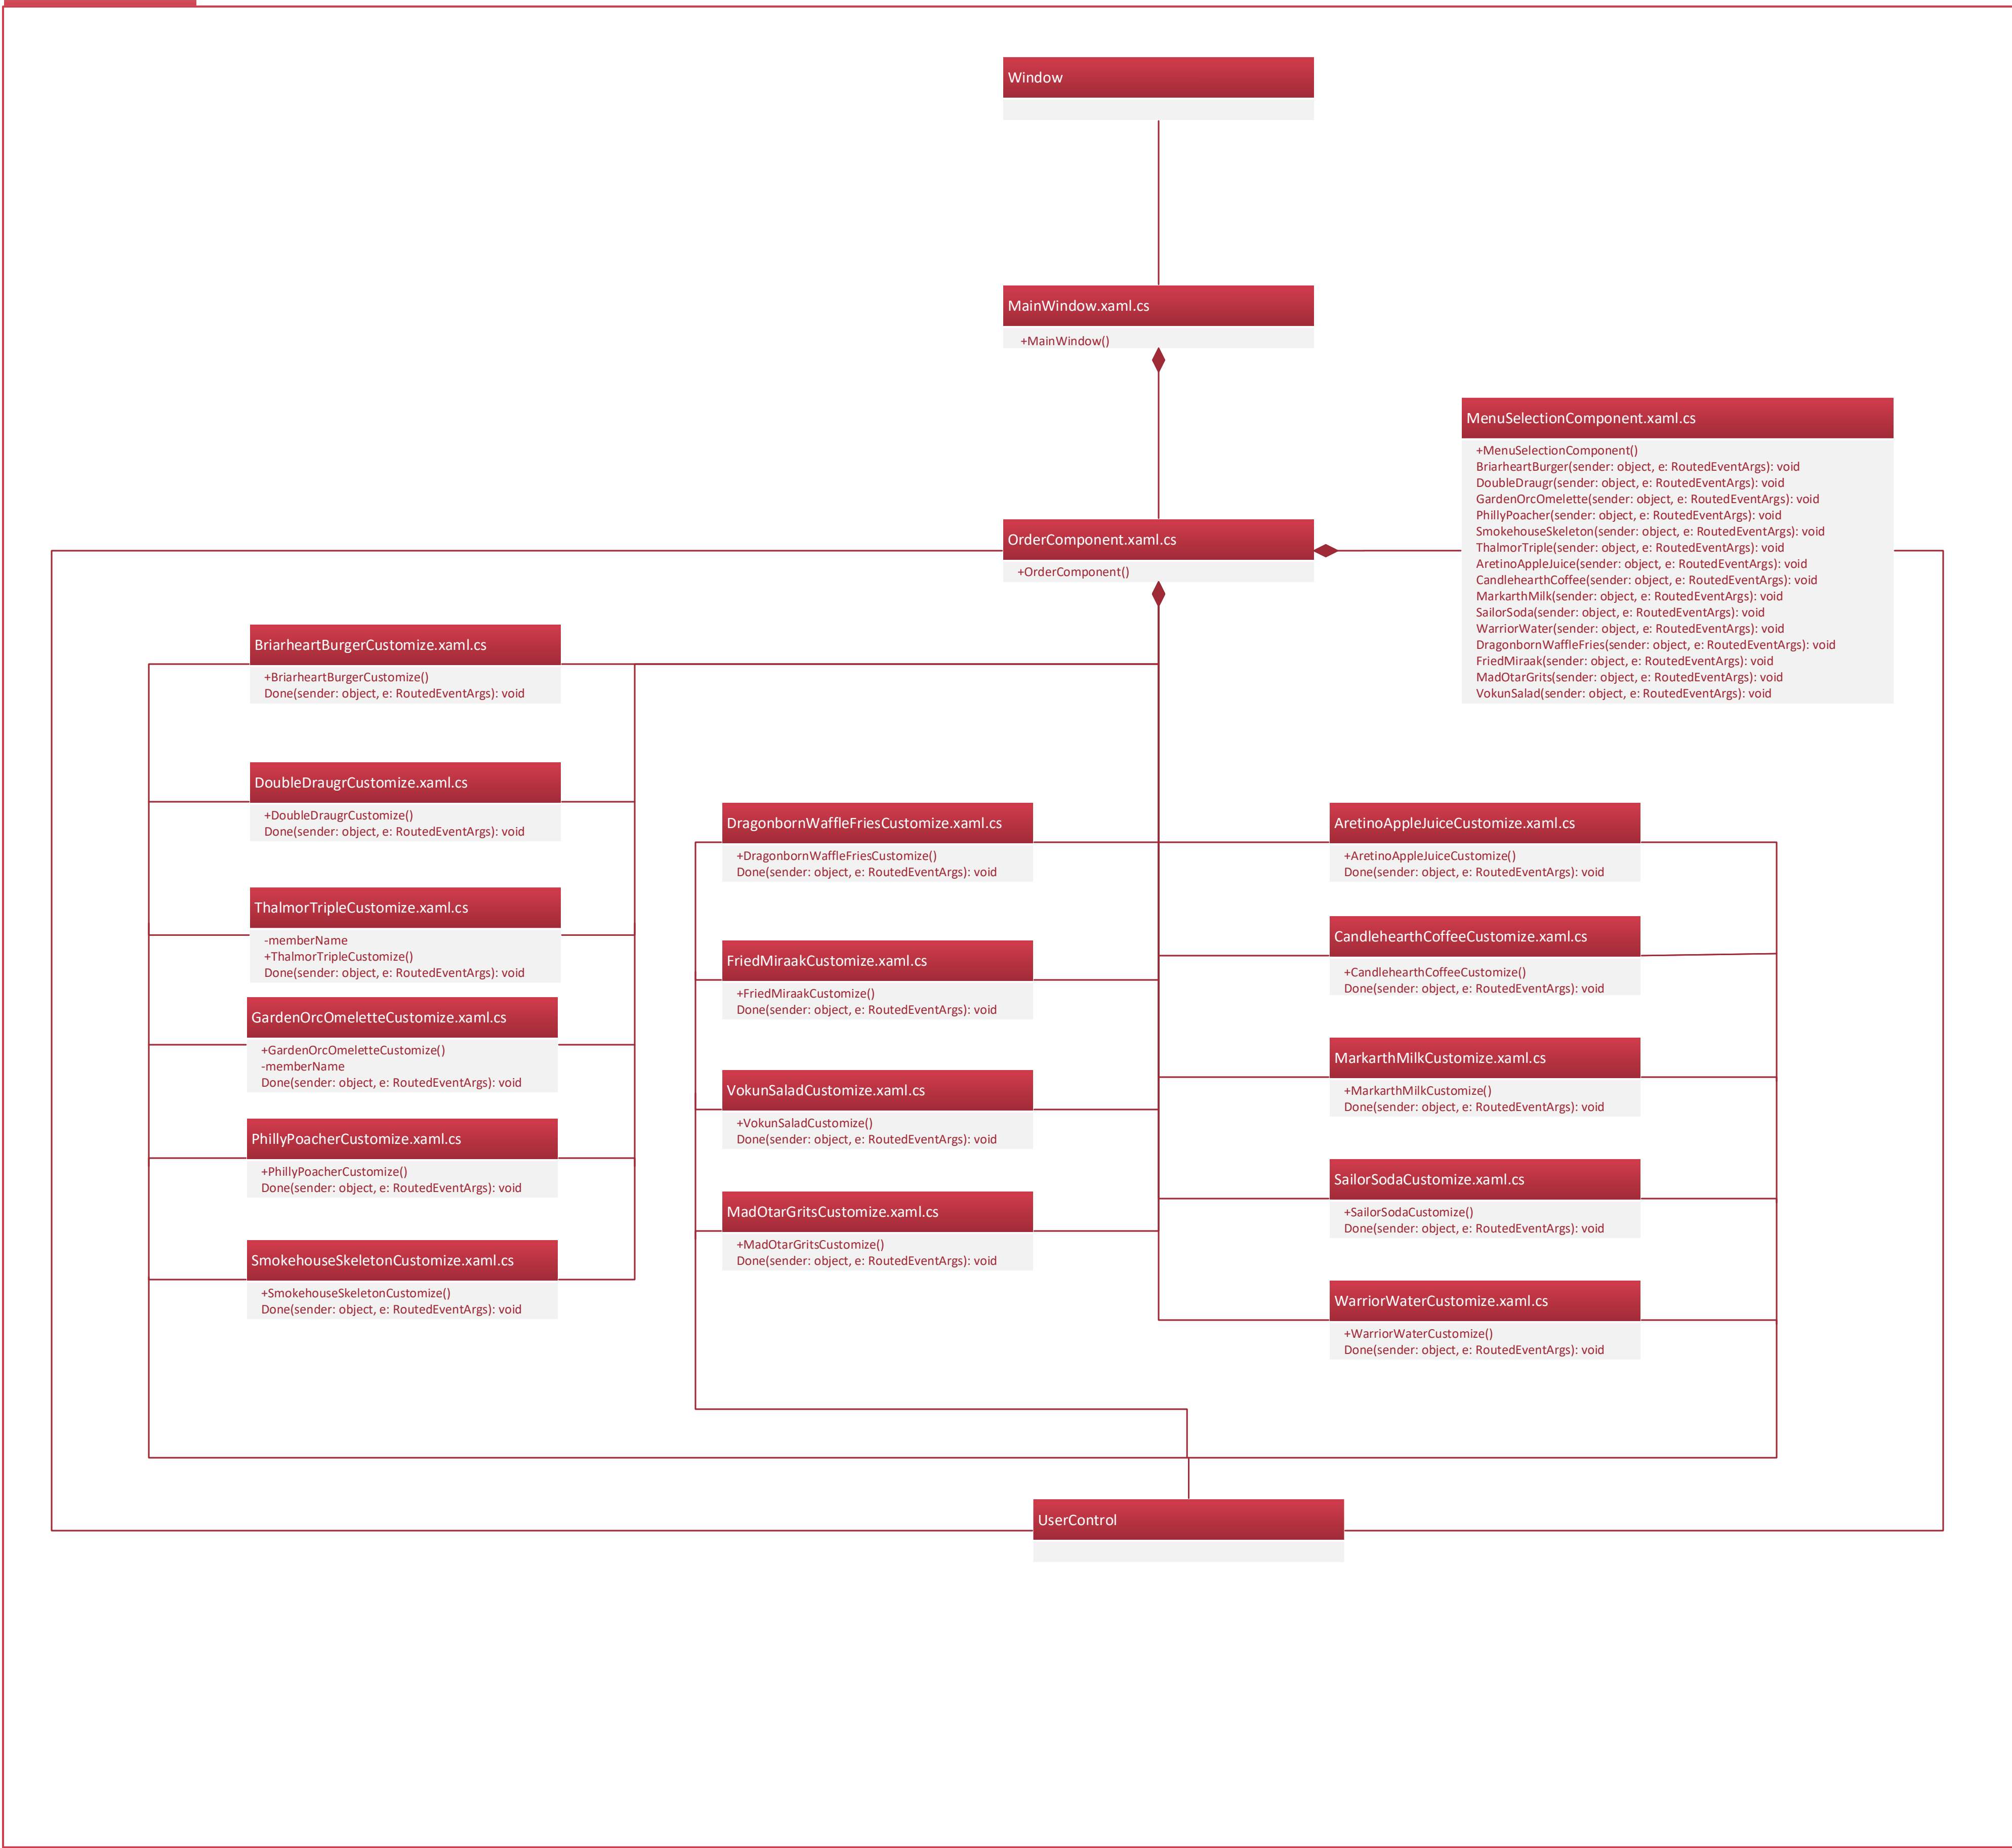 Window
MainWindow.xaml.cs
+MainWindow()
MenuSelectionComponent.xaml.cs
+MenuSelectionComponent()
BriarheartBurger(sender: object, e: RoutedEventArgs): void
DoubleDraugr(sender: object, e: RoutedEventArgs): void
GardenOrcOmelette(sender: object, e: RoutedEventArgs): void
PhillyPoacher(sender: object, e: RoutedEventArgs): void
SmokehouseSkeleton(sender: object, e: RoutedEventArgs): void
ThalmorTriple(sender: object, e: RoutedEventArgs): void
AretinoAppleJuice(sender: object, e: RoutedEventArgs): void
CandlehearthCoffee(sender: object, e: RoutedEventArgs): void
MarkarthMilk(sender: object, e: RoutedEventArgs): void
SailorSoda(sender: object, e: RoutedEventArgs): void
WarriorWater(sender: object, e: RoutedEventArgs): void
DragonbornWaffleFries(sender: object, e: RoutedEventArgs): void
FriedMiraak(sender: object, e: RoutedEventArgs): void
MadOtarGrits(sender: object, e: RoutedEventArgs): void
VokunSalad(sender: object, e: RoutedEventArgs): void
OrderComponent.xaml.cs
+OrderComponent()
BriarheartBurgerCustomize.xaml.cs
+BriarheartBurgerCustomize()
Done(sender: object, e: RoutedEventArgs): void
DoubleDraugrCustomize.xaml.cs
+DoubleDraugrCustomize()
Done(sender: object, e: RoutedEventArgs): void
ThalmorTripleCustomize.xaml.cs
-memberName
+ThalmorTripleCustomize()
Done(sender: object, e: RoutedEventArgs): void
GardenOrcOmeletteCustomize.xaml.cs
+GardenOrcOmeletteCustomize()
-memberName
Done(sender: object, e: RoutedEventArgs): void
PhillyPoacherCustomize.xaml.cs
+PhillyPoacherCustomize()
Done(sender: object, e: RoutedEventArgs): void
SmokehouseSkeletonCustomize.xaml.cs
+SmokehouseSkeletonCustomize()
Done(sender: object, e: RoutedEventArgs): void
DragonbornWaffleFriesCustomize.xaml.cs
+DragonbornWaffleFriesCustomize()
Done(sender: object, e: RoutedEventArgs): void
FriedMiraakCustomize.xaml.cs
+FriedMiraakCustomize()
Done(sender: object, e: RoutedEventArgs): void
VokunSaladCustomize.xaml.cs
+VokunSaladCustomize()
Done(sender: object, e: RoutedEventArgs): void
MadOtarGritsCustomize.xaml.cs
+MadOtarGritsCustomize()
Done(sender: object, e: RoutedEventArgs): void
AretinoAppleJuiceCustomize.xaml.cs
+AretinoAppleJuiceCustomize()
Done(sender: object, e: RoutedEventArgs): void
CandlehearthCoffeeCustomize.xaml.cs
+CandlehearthCoffeeCustomize()
Done(sender: object, e: RoutedEventArgs): void
MarkarthMilkCustomize.xaml.cs
+MarkarthMilkCustomize()
Done(sender: object, e: RoutedEventArgs): void
SailorSodaCustomize.xaml.cs
+SailorSodaCustomize()
Done(sender: object, e: RoutedEventArgs): void
WarriorWaterCustomize.xaml.cs
+WarriorWaterCustomize()
Done(sender: object, e: RoutedEventArgs): void
UserControl